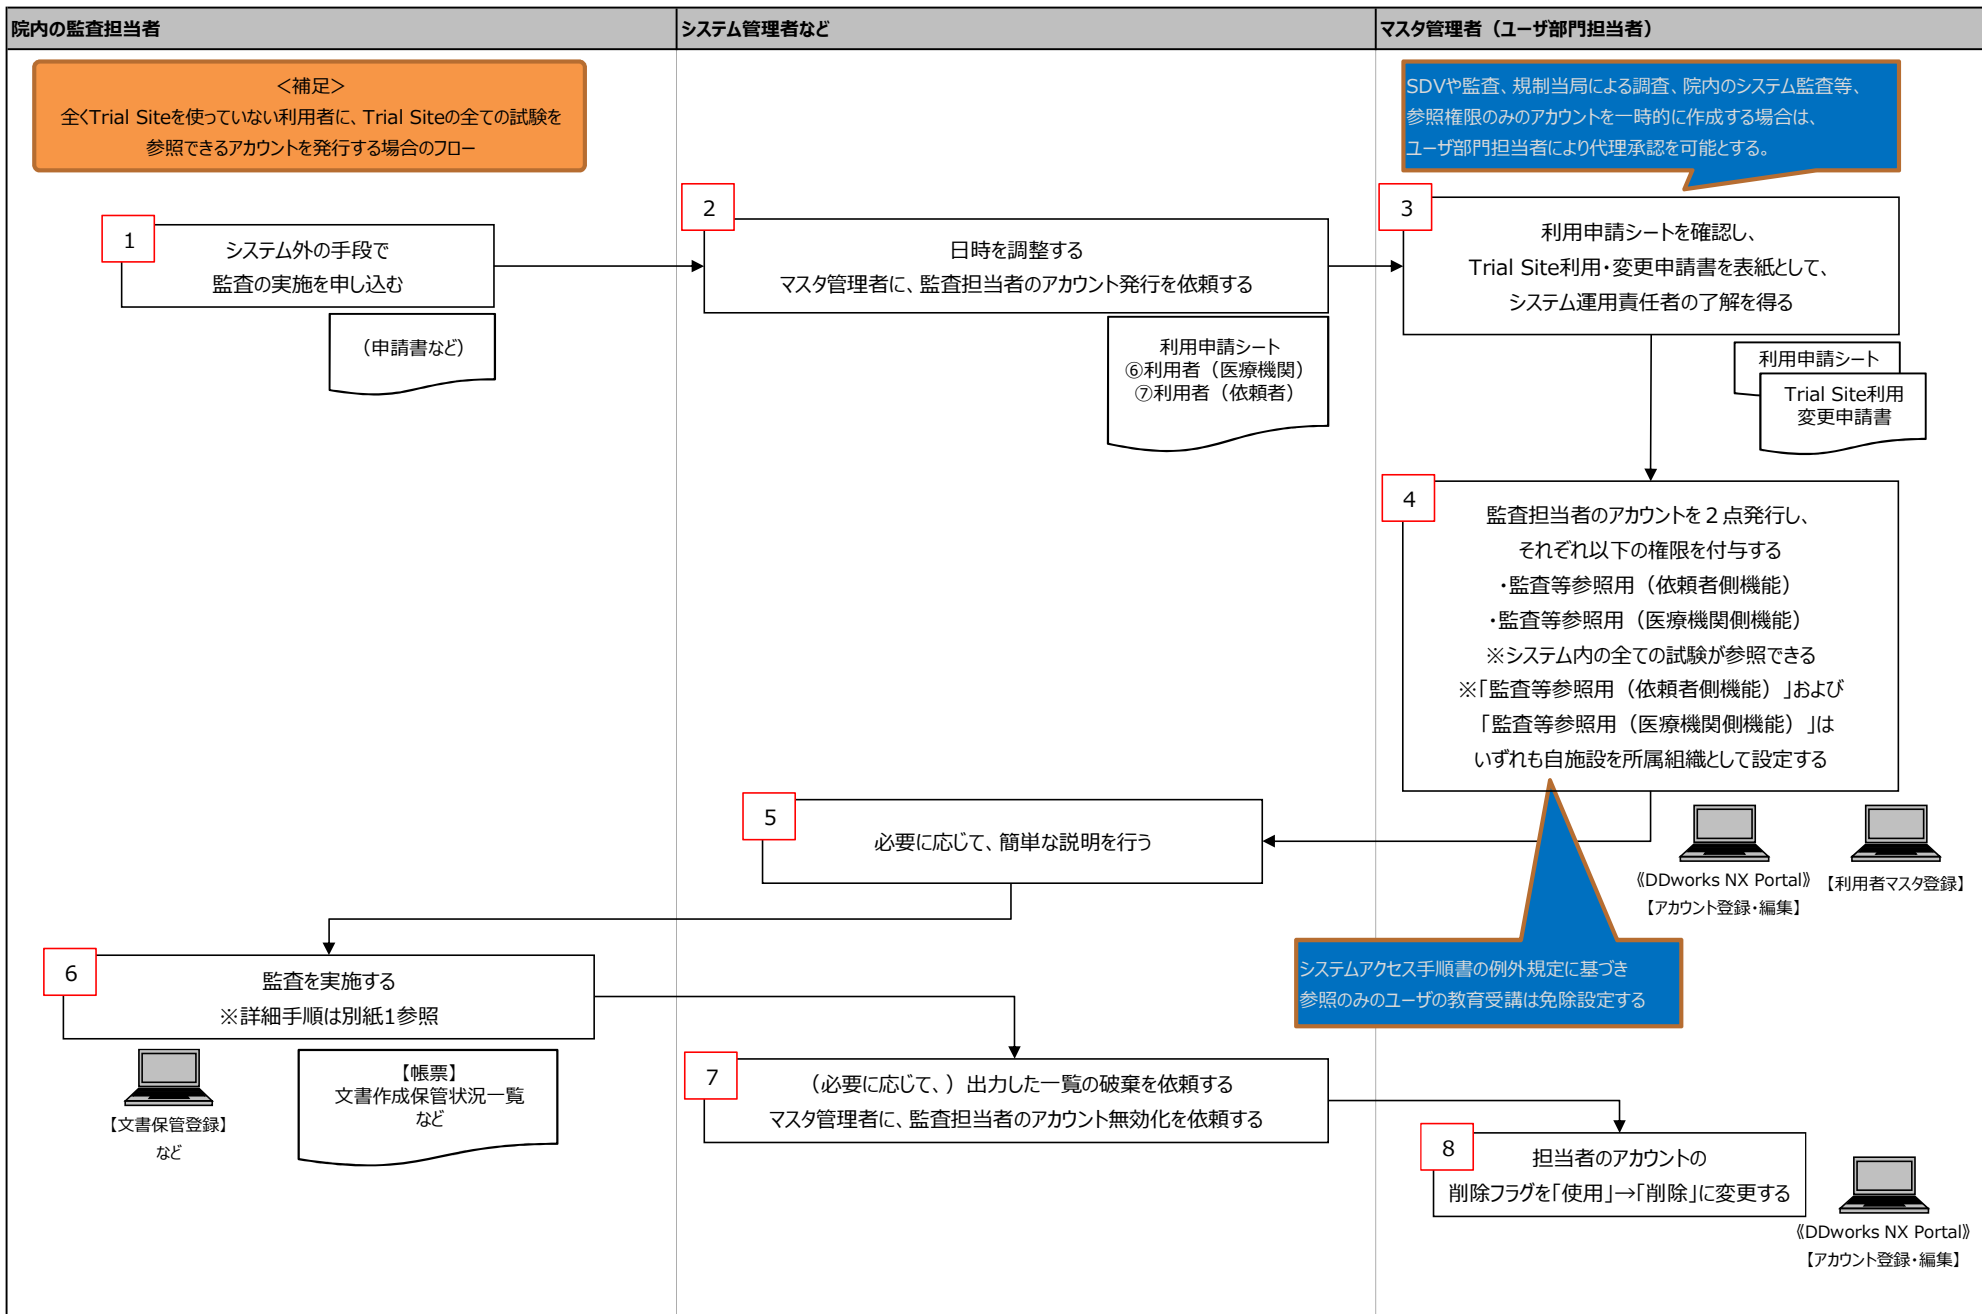 院内の監査担当者
システム管理者など
マスタ管理者（ユーザ部門担当者）
＜補足＞
全くTrial Siteを使っていない利用者に、Trial Siteの全ての試験を
参照できるアカウントを発行する場合のフロー
SDVや監査、規制当局による調査、院内のシステム監査等、
参照権限のみのアカウントを一時的に作成する場合は、
ユーザ部門担当者により代理承認を可能とする。
1
システム外の手段で
監査の実施を申し込む
（申請書など）
2
日時を調整する
マスタ管理者に、監査担当者のアカウント発行を依頼する
利用申請シート
⑥利用者（医療機関）
⑦利用者（依頼者）
3
利用申請シートを確認し、
Trial Site利用・変更申請書を表紙として、
システム運用責任者の了解を得る
利用申請シート
Trial Site利用
変更申請書
4
監査担当者のアカウントを２点発行し、
それぞれ以下の権限を付与する
・監査等参照用（依頼者側機能）
・監査等参照用（医療機関側機能）
※システム内の全ての試験が参照できる
※「監査等参照用（依頼者側機能）」および
「監査等参照用（医療機関側機能）」は
いずれも自施設を所属組織として設定する
《DDworks NX Portal》
【アカウント登録・編集】
【利用者マスタ登録】
システムアクセス手順書の例外規定に基づき
参照のみのユーザの教育受講は免除設定する
5
必要に応じて、簡単な説明を行う
6
監査を実施する
※詳細手順は別紙1参照
【文書保管登録】
など
【帳票】
文書作成保管状況一覧
など
7
（必要に応じて、）出力した一覧の破棄を依頼する
マスタ管理者に、監査担当者のアカウント無効化を依頼する
8
担当者のアカウントの
削除フラグを「使用」→「削除」に変更する
《DDworks NX Portal》
【アカウント登録・編集】